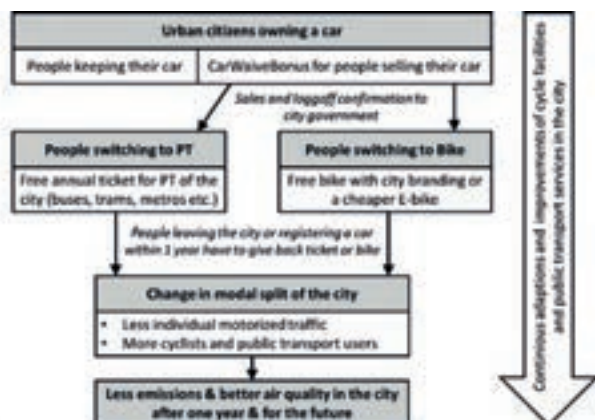 Urban citizens owning a car
People keeping their car
CarWaiveBonus for people selling their car
Sales and loggoff confirmation to
city government
People switching to PT
Free annual ticket for PT of the
city (buses, trams, metros etc.)
People switching to Bike
Free bike with city branding or
a cheaper E-bike
People leaving the city or registering a car
within 1 year have to give back ticket or bike
Change in modal split of the city
• Less individual motorized traffic
• More cyclists and public transport users
Less emissions & better air quality in the city
after one year & for the future
Continious adaptions and improvements of cycle facilities
and public transport services in the city